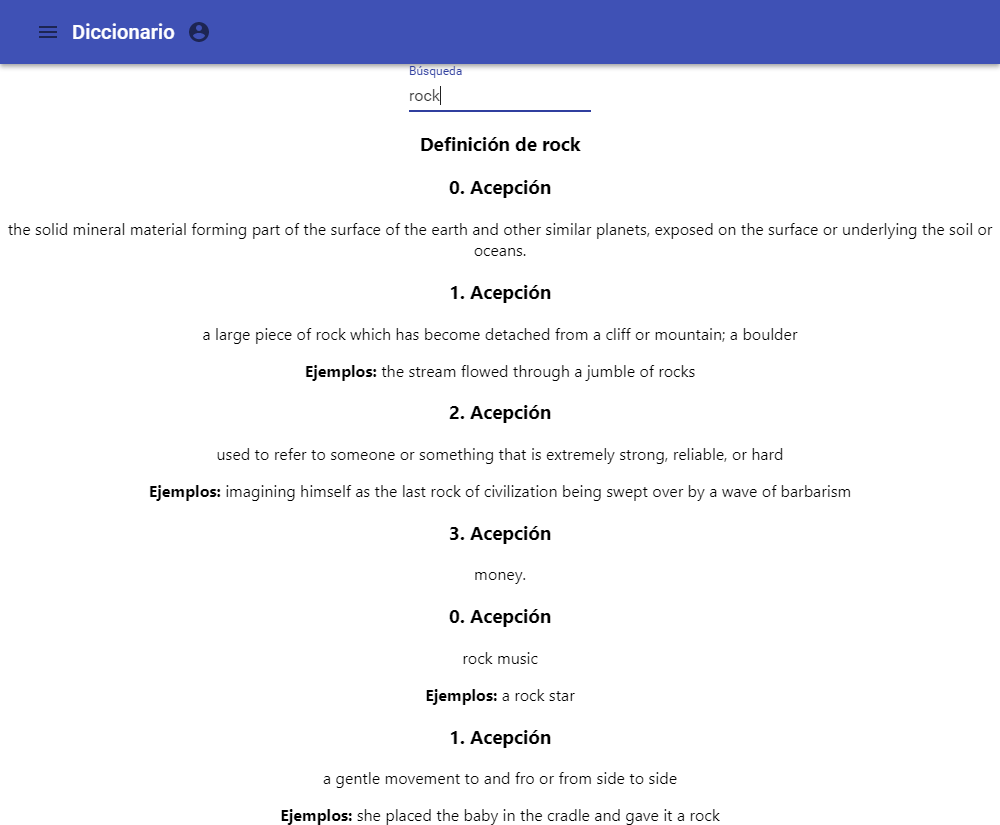 Diccionario
Búsqueda
rock
Definición de rock
0. Acepción
the solid mineral material forming part of the surface of the earth and other similar planets, exposed on the surface or underlying the soil or
oceans.
1. Acepción
a large piece of rock which has become detached from a cliff or mountain; a boulder
Ejemplos: the stream flowed through a jumble of rocks
2. Acepción
used to refer to someone or something that is extremely strong, reliable, or hard
Ejemplos: imagining himself as the last rock of civilization being swept over by a wave of barbarism
3. Acepción
money.
0. Acepción
rock music
Ejemplos: a rock star
1. Acepción
a gentle movement to and fro or from side to side
Ejemplos: she placed the baby in the cradle and gave it a rock